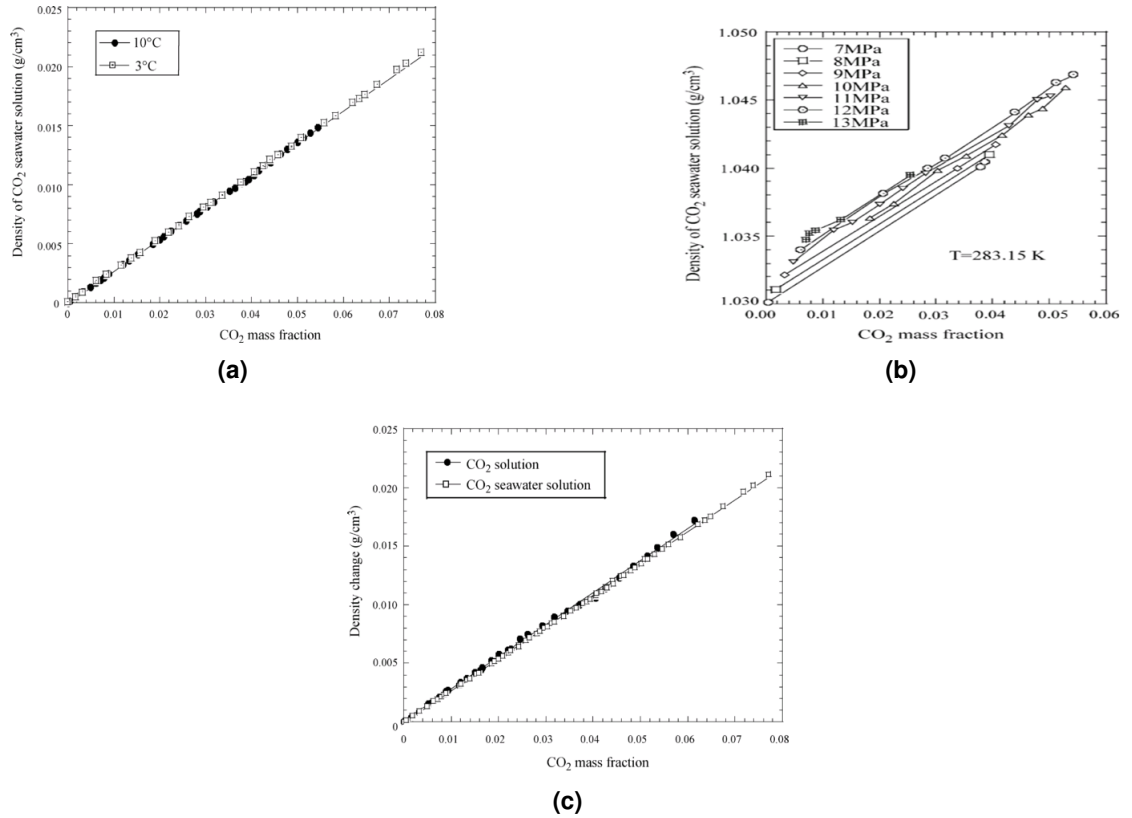 0.025
0.020
0.015
0.010
0.005
0
Density of CO2 seawater solution (g/cm3)
10°C
3°C
0 0.01 0.02 0.03 0.04 0.05 0.06 0.07 0.08
CO2 mass fraction
(a)
1.050
1.045
1.040
1.035
1.030
Density of CO2 seawater solution (g/cm3)
7MPa
8MPa
9MPa
10MPa
11MPa
12MPa
13MPa
T=283.15 K
0.00 0.01 0.02 0.03 0.04 0.05 0.06
CO2 mass fraction
(b)
0.025
0.020
0.015
0.010
0.005
0
Density change (g/cm3)
CO2 solution
CO2 seawater solution
0 0.01 0.02 0.03 0.04 0.05 0.06 0.07 0.08
CO2 mass fraction
(c)